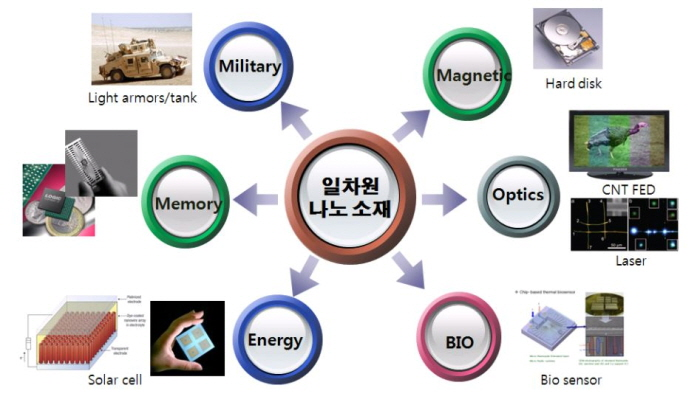 Military
Light armors/tank
Magnetic
Hard disk
Memory
일차원
나노 소재
Optics
CNT FED
Laser
Energy
Solar cell
BIO
Bio sensor